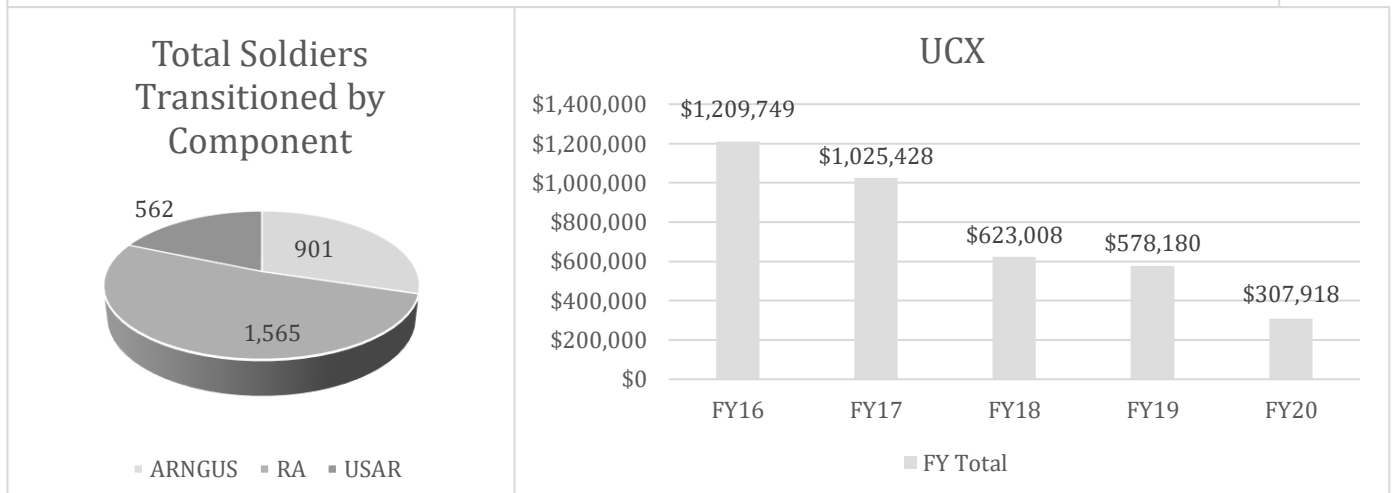 Total Soldiers
Transitioned by
Component
562
901
1,565
ARNGUS RA USAR
UCX
$1,400,000
$1,200,000
$1,000,000
$800,000
$600,000
$400,000
$200,000
$0
$1,209,749
$1,025,428
$623,008
$578,180
$307,918
FY16 FY17 FY18 FY19 FY20
FY Total